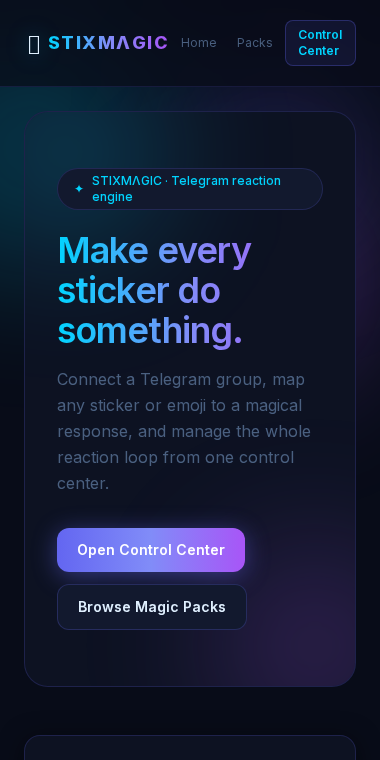 STIXMΛGIC
Home
Packs
Control
Center
✦ STIXMΛGIC · Telegram reaction
engine
Make every
sticker do
something.
Connect a Telegram group, map
any sticker or emoji to a magical
response, and manage the whole
reaction loop from one control
center.
Open Control Center
Browse Magic Packs